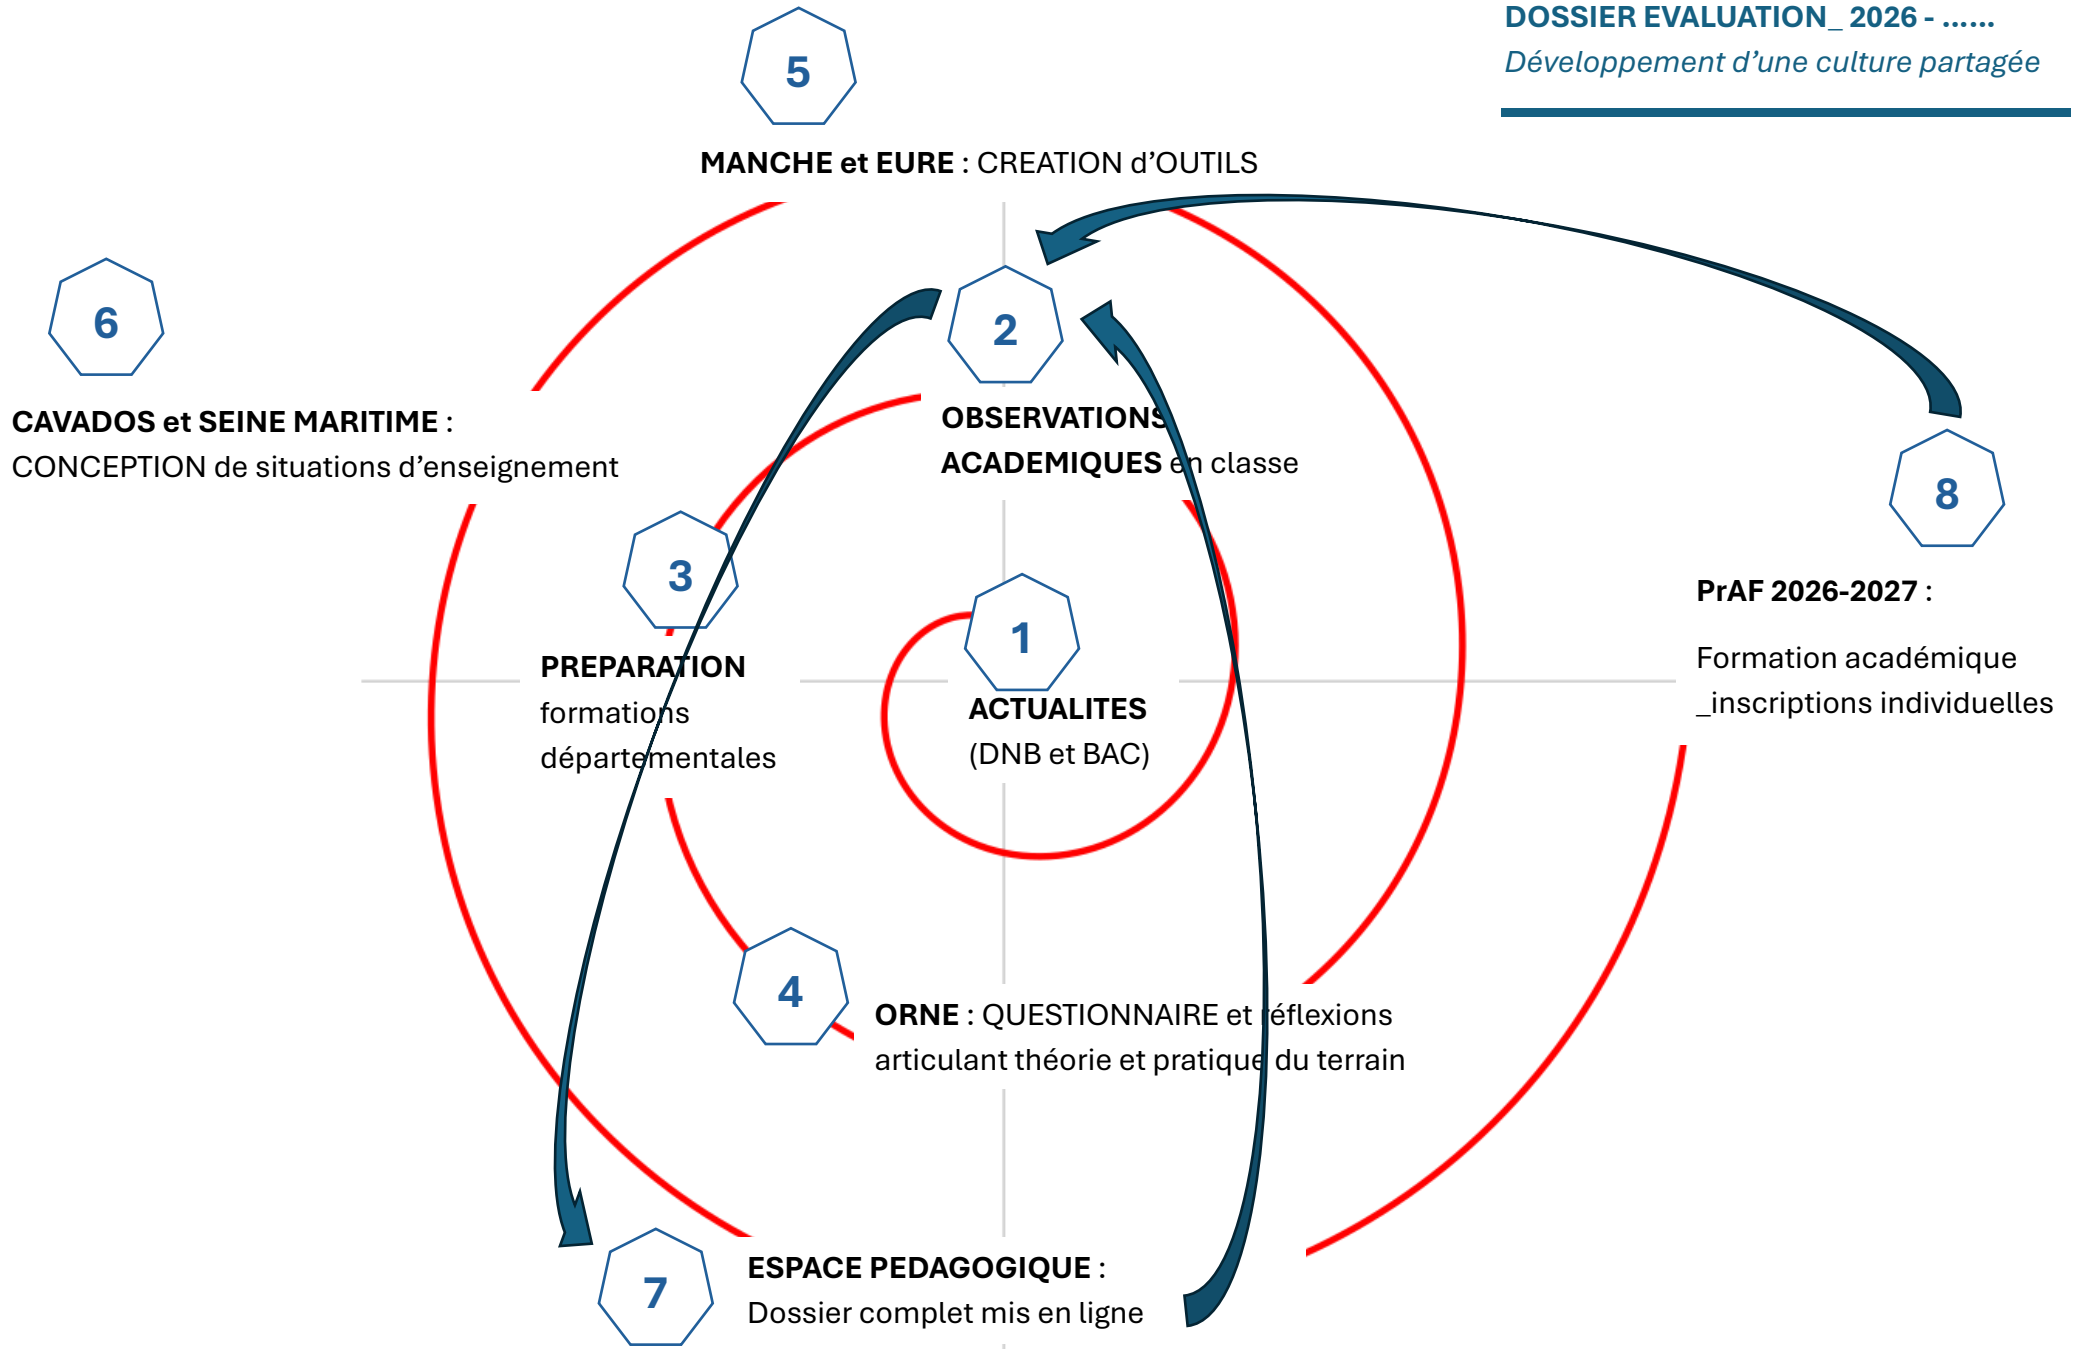 DOSSIER EVALUATION_ 2026 - ......
Développement d’une culture partagée
5
MANCHE et EURE : CREATION d’OUTILS
6
CAVADOS et SEINE MARITIME :
CONCEPTION de situations d’enseignement
2
OBSERVATIONS
ACADEMIQUES en classe
8
PrAF 2026-2027 :
Formation académique
_inscriptions individuelles
3
PREPARATION
formations
départementales
1
ACTUALITES
(DNB et BAC)
4
ORNE : QUESTIONNAIRE et réflexions
articulant théorie et pratique du terrain
7
ESPACE PEDAGOGIQUE :
Dossier complet mis en ligne